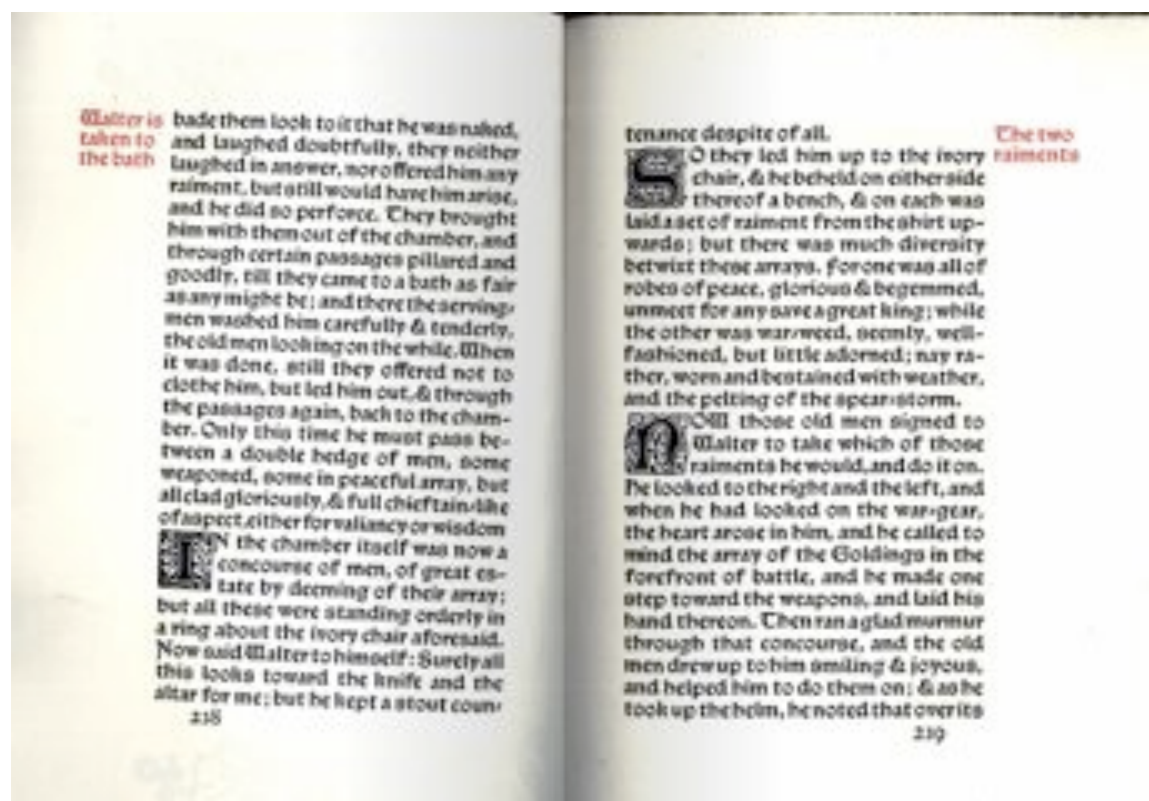 Walter is
taken to
the bath
bade them look to it that he was naked,
and laughed doubtfully, they neither
laughed in answer, nor offered him any
raiment, but still would have him arise,
and he did so perforce. They brought
him with them out of the chamber, and
through certain passages pillared and
goodly, till they came to a bath as fair
as any might be; and there the serving-
men washed him carefully & tenderly,
the old men looking on the while. When
it was done, still they offered not to
clothe him, but led him out, & through
the passages again, back to the cham-
ber. Only this time he must pass be-
tween a double hedge of men, some
weaponed, some in peaceful array, but
all clad gloriously, & full chieftain-like
of aspect, either for valiancy or wisdom
IN the chamber itself was now a
concourse of men, of great es-
tate by deeming of their array;
but all these were standing orderly in
a ring about the ivory chair aforesaid.
Now said Walter to himself: Surely all
this looks toward the knife and the
altar for me; but he kept a stout coun-
218
tenance despite of all.
SO they led him up to the ivory
chair, & he beheld on either side
thereof a bench, & on each was
laid a set of raiment from the shirt up-
wards; but there was much diversity
betwixt these arrays. For one was all of
robes of peace, glorious & begemmed,
unmeet for any save a great king; while
the other was war-weed, seemly, well-
fashioned, but little adorned; nay ra-
ther, worn and bestained with weather,
and the pelting of the spear-storm.
NOW those old men signed to
Walter to take which of those
raiments he would, and do it on.
He looked to the right and the left, and
when he had looked on the war-gear,
the heart arose in him, and he called to
mind the array of the Goldings in the
forefront of battle, and he made one
step toward the weapons, and laid his
hand thereon. Then ran a glad murmur
through that concourse, and the old
men drew up to him smiling & joyous,
and helped him to do them on; & as he
took up the helm, he noted that over its
219
The two
raiments